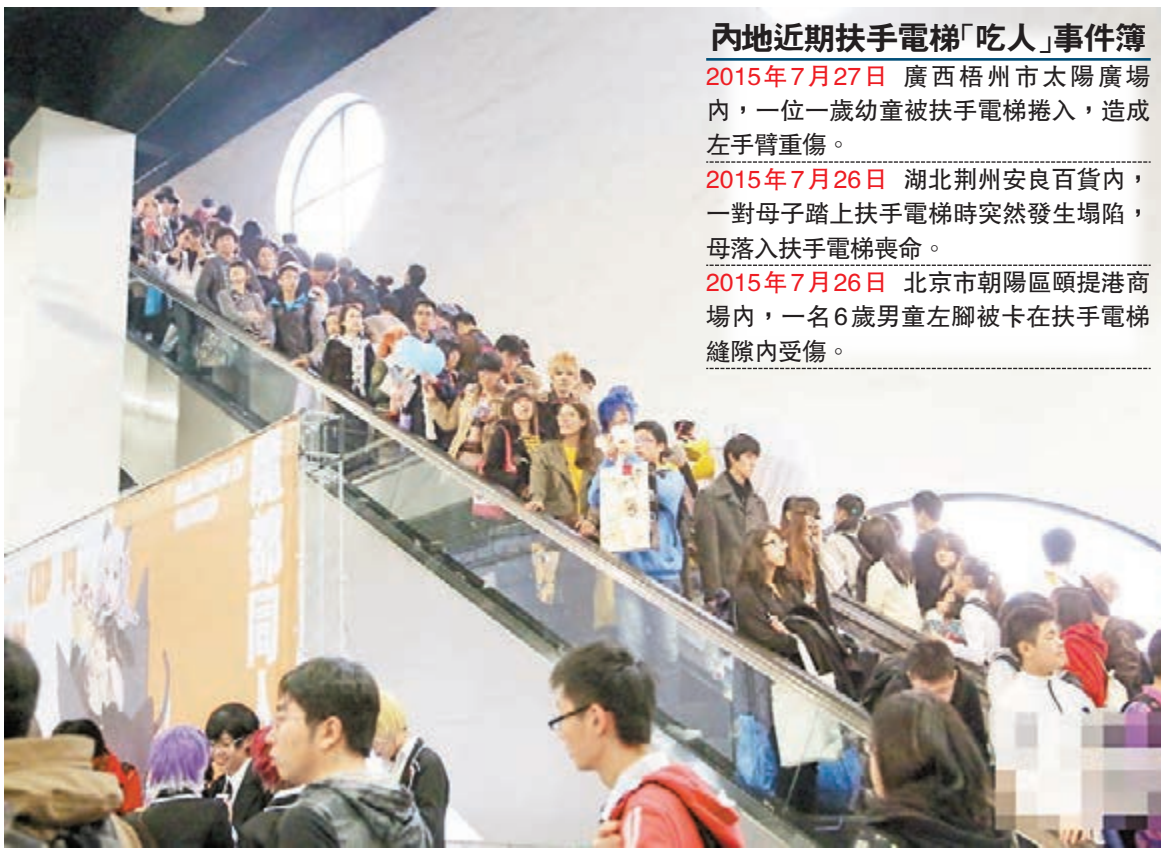 內地近期扶手電梯「吃人」事件簿
2015年7月27日 廣西梧州市太陽廣場
內，一位一歲幼童被扶手電梯捲入，造成
左手臂重傷。
2015年7月26日 湖北荆州安良百貨內，
一對母子踏上扶手電梯時突然發生塌陷，
母落入扶手電梯喪命。
2015年7月26日 北京市朝陽區頤提港商
場內，一名6歲男童左腳被卡在扶手電梯
縫隙內受傷。
魔都同人